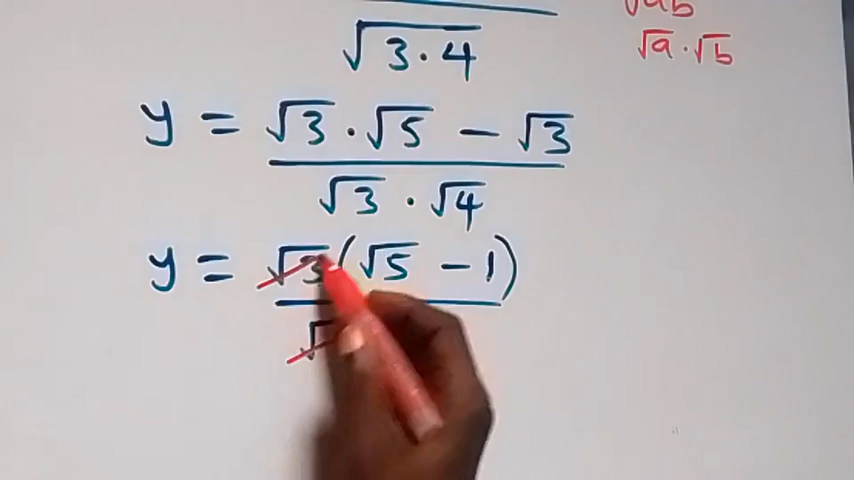 √ab
√(3·4)
√a·√b
y = (√3·√5 − √3)/(√3·√4)
y = √3(√5 − 1)/√